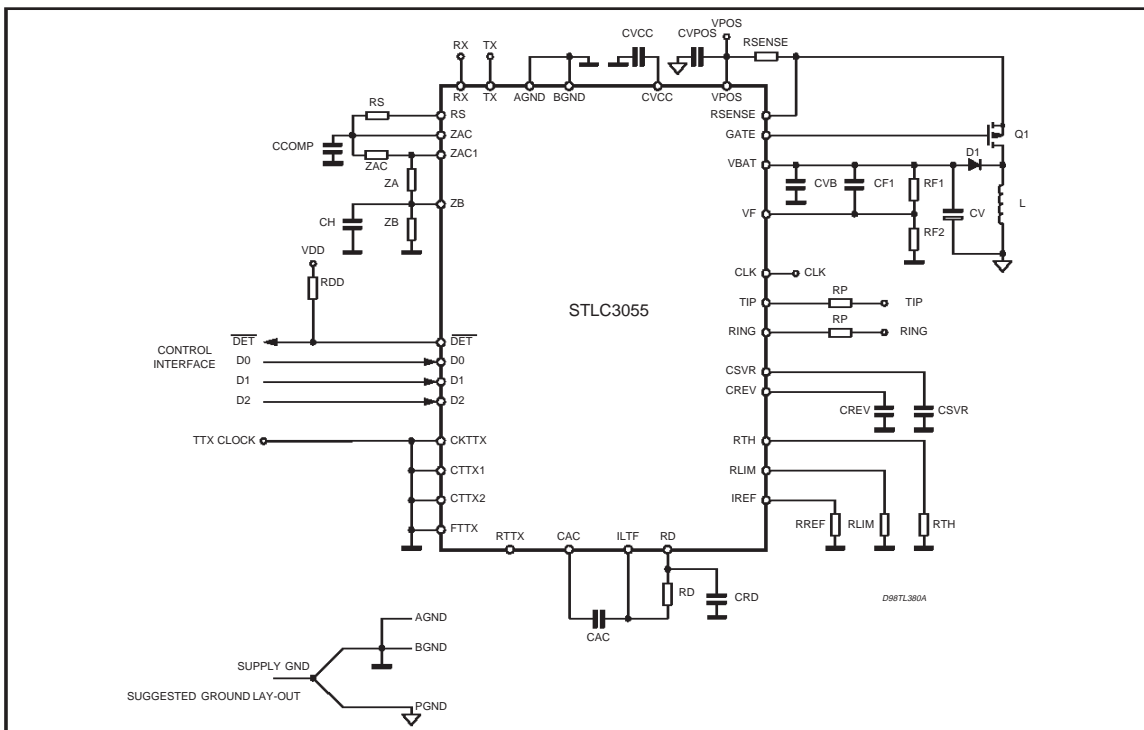 VPOS
RX TX CVCC CVPOS RSENSE
RX TX AGND BGND CVCC VPOS
RS RS RSENSE
ZAC GATE Q1
CCOMP
ZAC ZAC1 VBAT D1
ZA CVB CF1 RF1 CV L
CH ZB ZB VF
RF2
VDD
RDD CLK CLK
STLC3055
TIP RP TIP
RING RP RING
DET DET
CONTROL
INTERFACE
D0 D0 CSVR
D1 D1 CREV
D2 D2 CREV CSVR
TTX CLOCK CKTTX RTH
CTTX1 RLIM
CTTX2 IREF
FTTX RREF RLIM RTH
RTTX CAC ILTF RD
RD CRD
CAC
D98TL380A
AGND
BGND
SUPPLY GND
SUGGESTED GROUND LAY-OUT
PGND